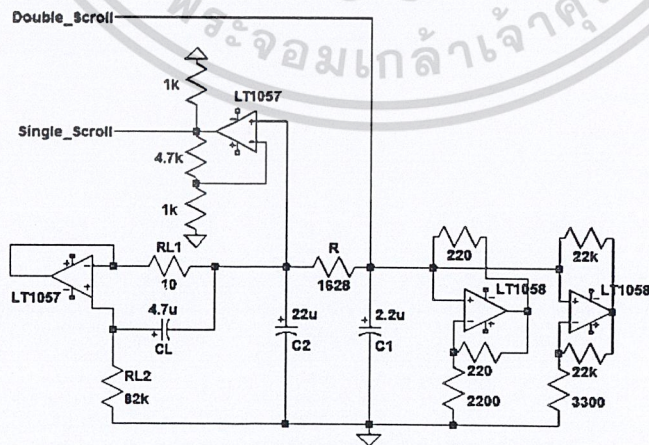 พระจอมเกล้าเจ้าคุ
Double_Scroll
1k
LT1057
Single_Scroll
4.7k
1k
RL1
10
LT1057
4.7u
CL
RL2
82k
R
1628
22u
C2
2.2u
C1
220
LT1058
220
2200
22k
LT1058
22k
3300